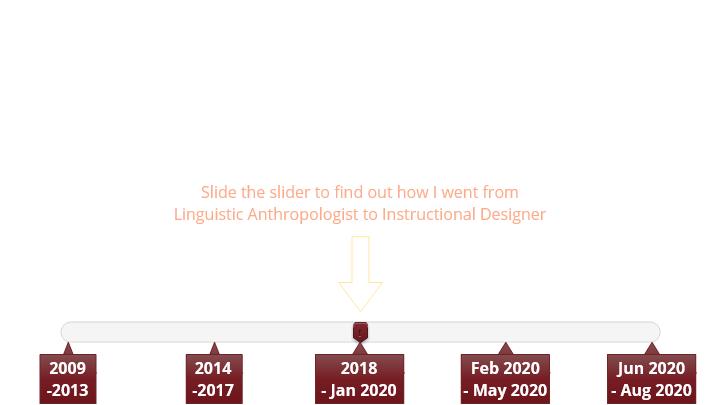 Slide the slider to find out how I went from
Linguistic Anthropologist to Instructional Designer
2009
-2013
2014
-2017
2018
- Jan 2020
Feb 2020
- May 2020
Jun 2020
- Aug 2020